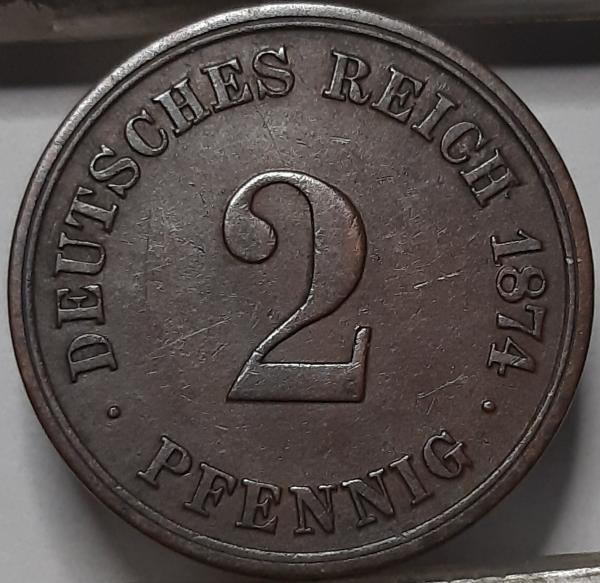 DEUTSCHES REICH 1874
2
· PFENNIG ·